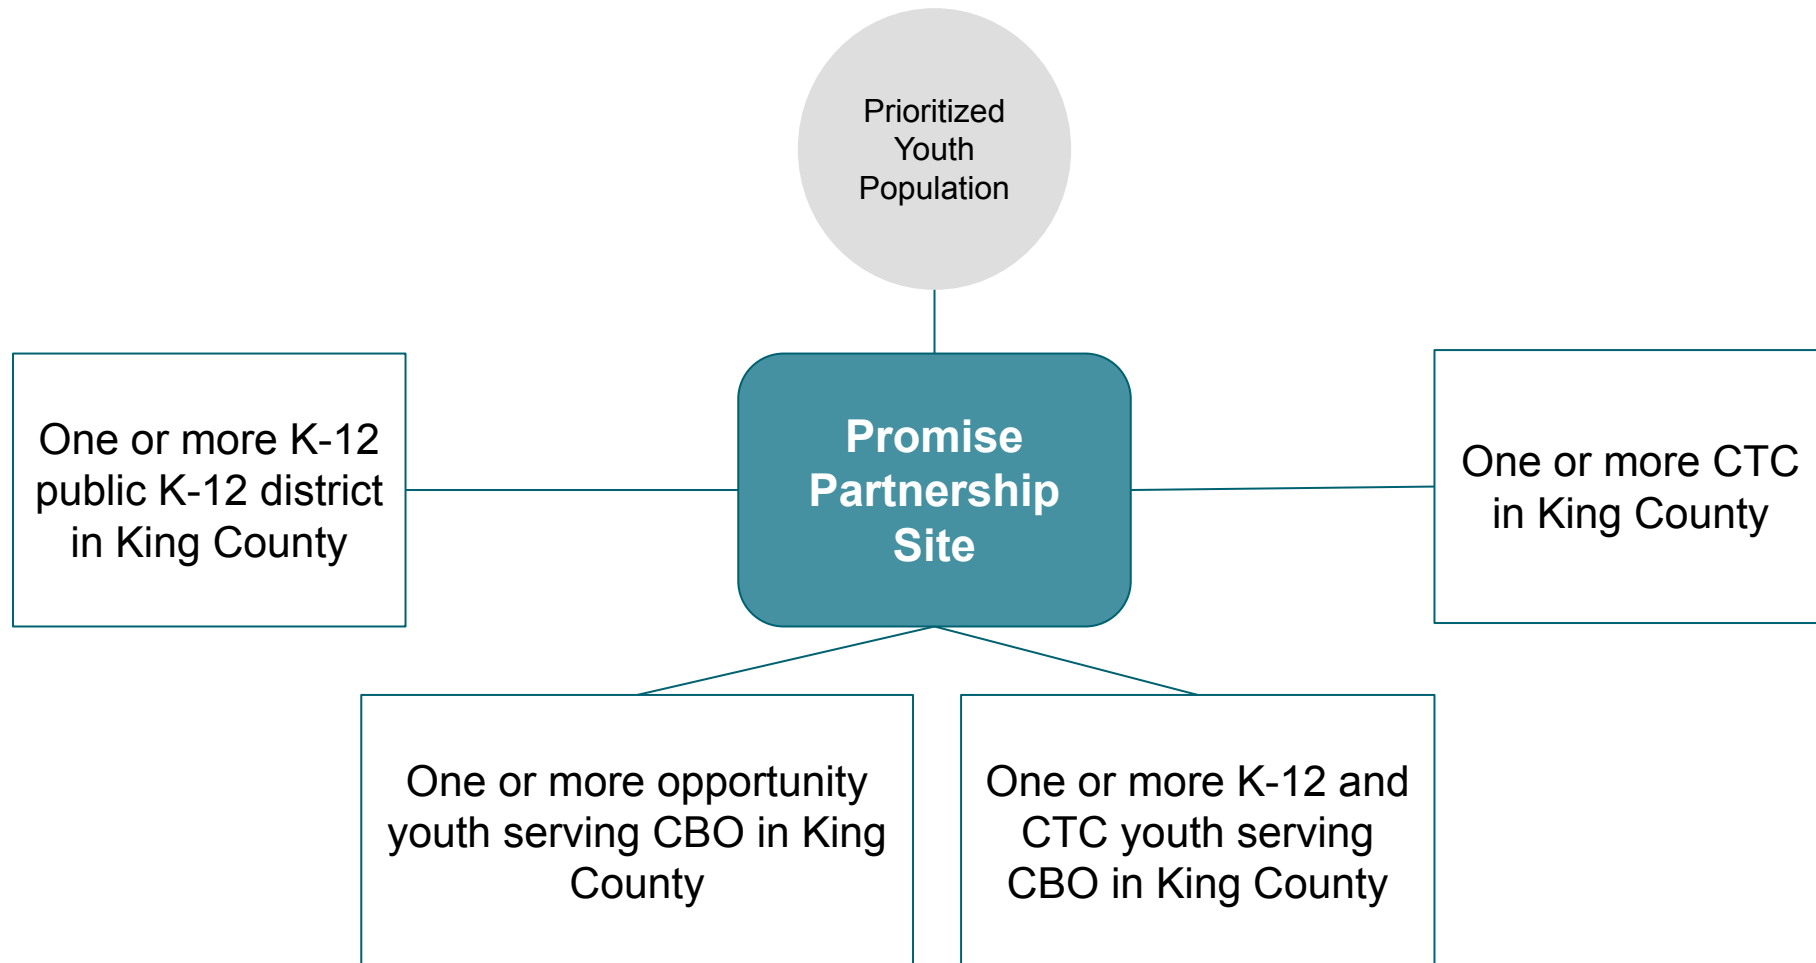 Prioritized
Youth
Population
One or more K-12
public K-12 district
in King County
Promise
Partnership
Site
One or more CTC
in King County
One or more opportunity
youth serving CBO in King
County
One or more K-12 and
CTC youth serving
CBO in King County